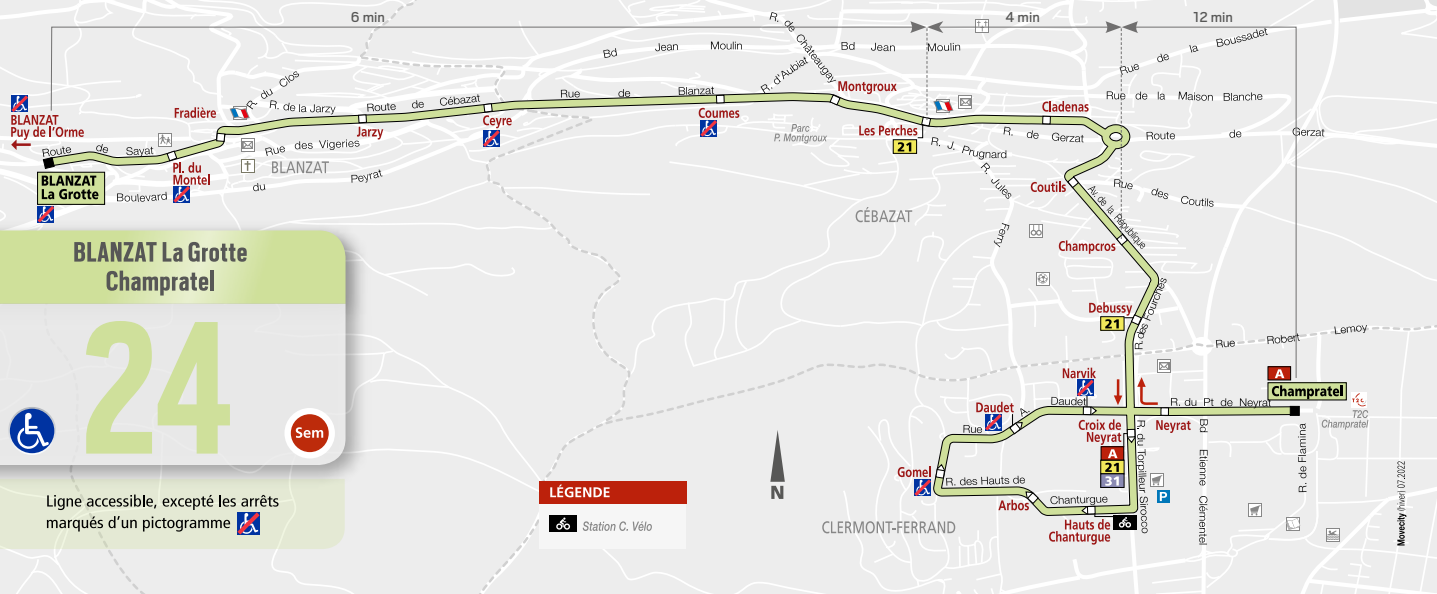 6 min
4 min
12 min
R. de Châteaugay
Bd Jean Moulin
Bd Jean Moulin
Rue de la Boussadet
R. du Clos
R. d'Aubiat
Montgroux
Rue de la Maison Blanche
BLANZAT
Puy de l'Orme
Fradière
R. de la Jarzy
Route de Cébazat
Rue de Blanzat
Ceyre
Coumes
Cladenas
Jarzy
Parc
P. Montgroux
Les Perches
21
R. de Gerzat
Route de Gerzat
Route de Sayat
Rue des Vigeries
R. J. Prugnard
Pl. du
Montel
BLANZAT
BLANZAT
La Grotte
Boulevard du Peyrat
R. Jules Ferry
Coutils
Av. de la République
Rue des Coutils
CÉBAZAT
Champcros
BLANZAT La Grotte
Champratel
24
Sem
Ligne accessible, excepté les arrêts
marqués d'un pictogramme
Debussy
21
R. des Fourches
Rue Robert Lemoy
Narvik
A
Champratel
Daudet
Rue A. Daudet
R. du Pt de Neyrat
T2C
Champratel
Croix de
Neyrat
A
21
31
Neyrat
R. du Torpilleur Sirocco
Bd Etienne Clémentel
R. de Flamina
Gomel
R. des Hauts de Chanturgue
Arbos
P
Hauts de
Chanturgue
CLERMONT-FERRAND
N
LÉGENDE
Station C. Vélo
Movecity (hiver) 07.2022